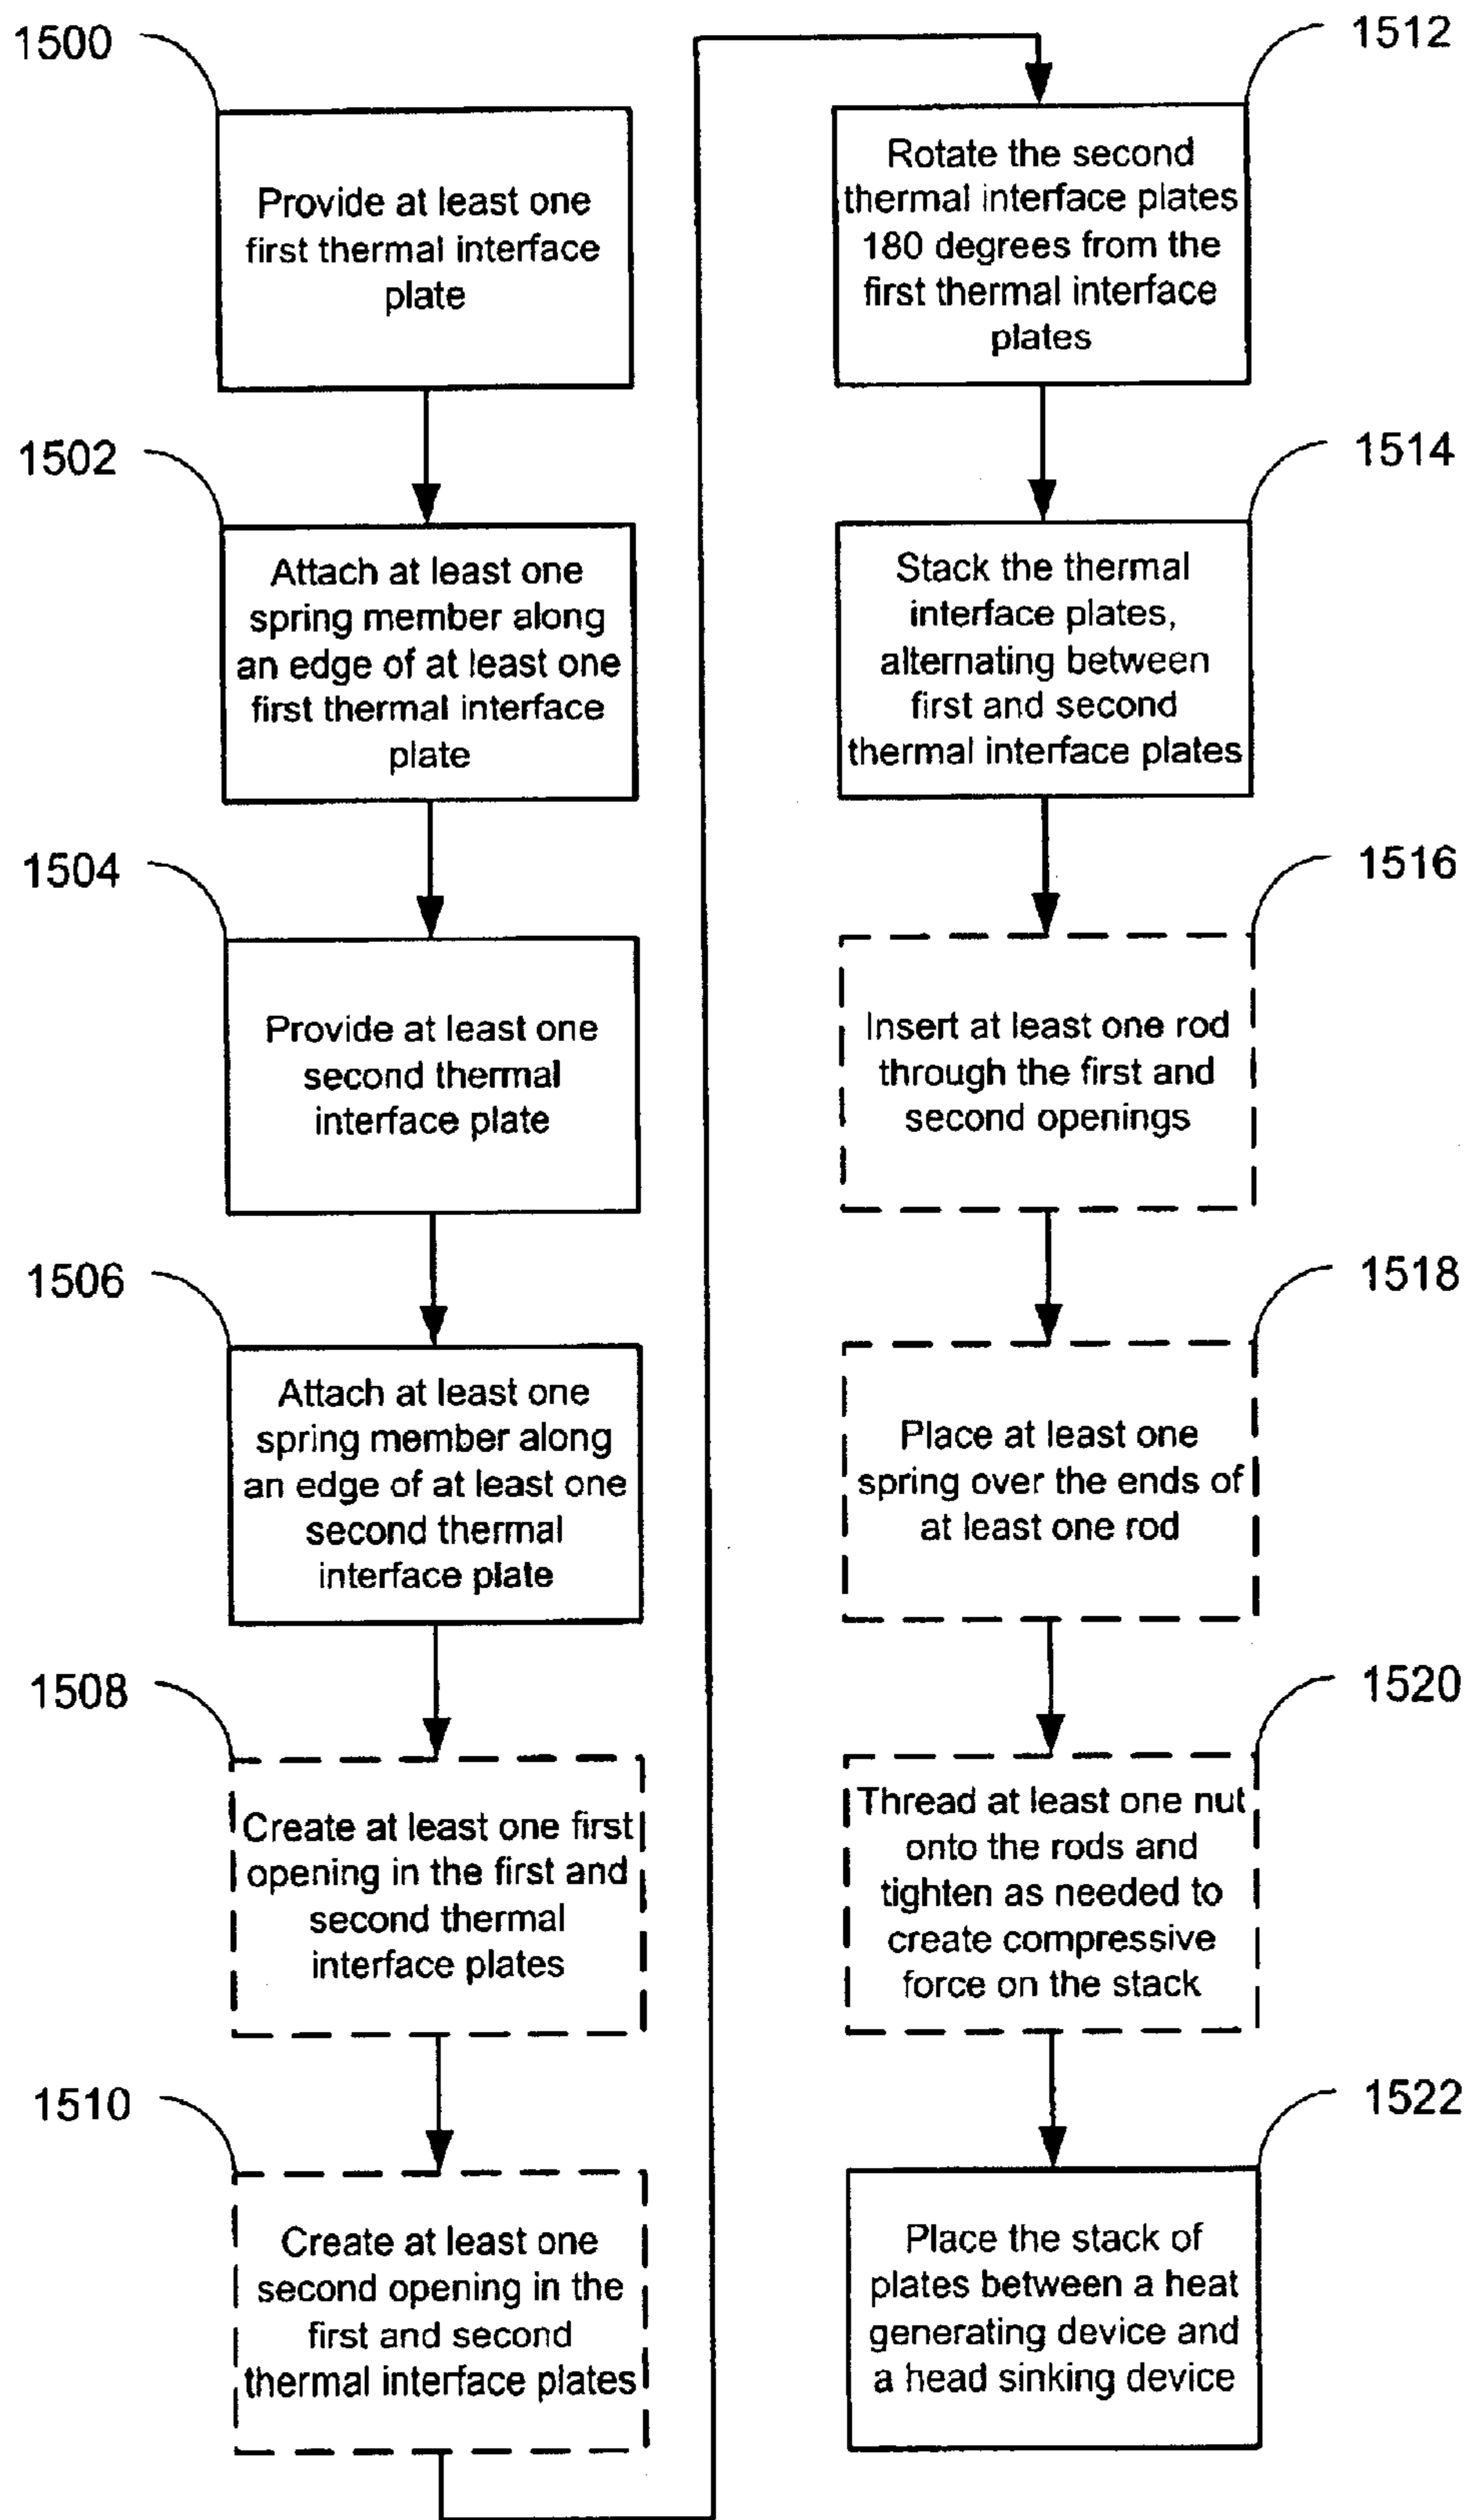 1500
Provide at least one
first thermal interface
plate
1502
Attach at least one
spring member along
an edge of at least one
first thermal interface
plate
1504
Provide at least one
second thermal
interface plate
1506
Attach at least one
spring member along
an edge of at least one
second thermal
interface plate
1508
Create at least one first
opening in the first and
second thermal
interface plates
1510
Create at least one
second opening in the
first and second
thermal interface plates
1512
Rotate the second
thermal interface plates
180 degrees from the
first thermal interface
plates
1514
Stack the thermal
interface plates,
alternating between
first and second
thermal interface plates
1516
Insert at least one rod
through the first and
second openings
1518
Place at least one
spring over the ends of
at least one rod
1520
Thread at least one nut
onto the rods and
tighten as needed to
create compressive
force on the stack
1522
Place the stack of
plates between a heat
generating device and
a head sinking device